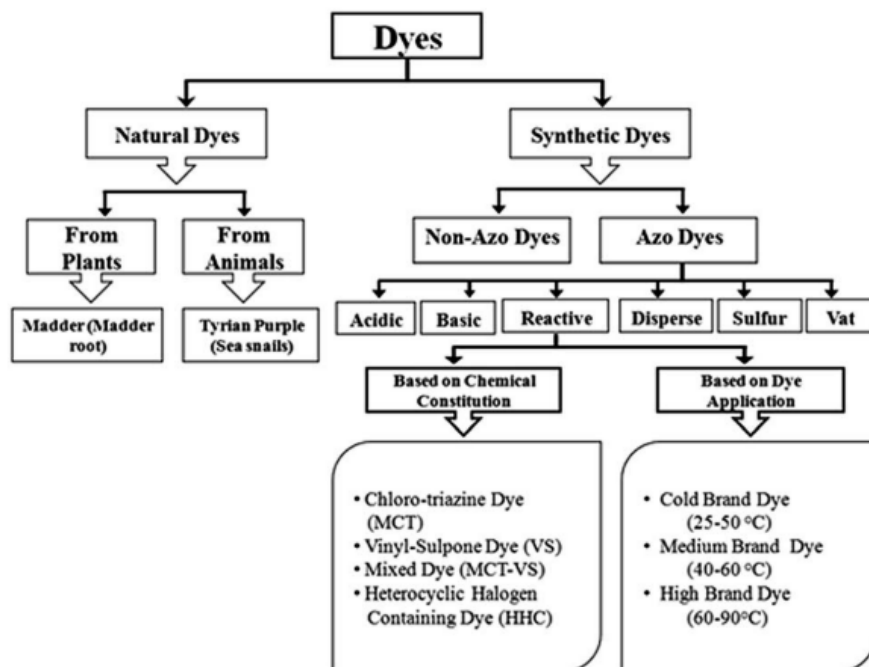 Dyes
Natural Dyes
Synthetic Dyes
From
Plants
From
Animals
Non-Azo Dyes
Azo Dyes
Madder (Madder
root)
Tyrian Purple
(Sea snails)
Acidic
Basic
Reactive
Disperse
Sulfur
Vat
Based on Chemical
Constitution
Based on Dye
Application
• Chloro-triazine Dye
(MCT)
• Vinyl-Sulpone Dye (VS)
• Mixed Dye (MCT-VS)
• Heterocyclic Halogen
Containing Dye (HHC)
• Cold Brand Dye
(25-50 °C)
• Medium Brand Dye
(40-60 °C)
• High Brand Dye
(60-90°C)